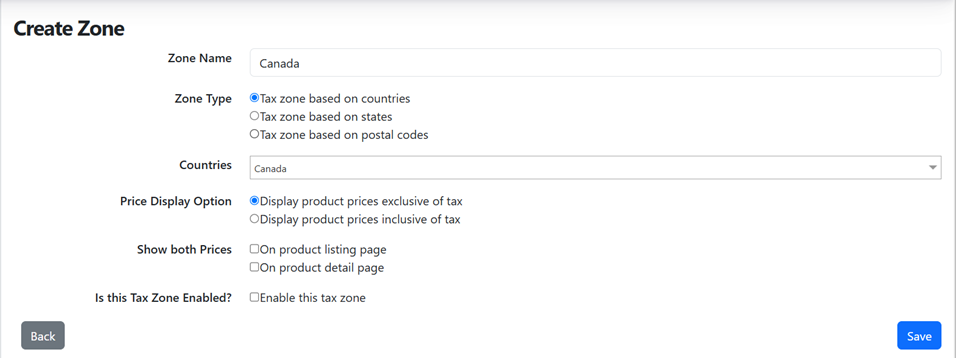 Create Zone
Zone Name
Canada
Zone Type
Tax zone based on countries
Tax zone based on states
Tax zone based on postal codes
Countries
Canada
Price Display Option
Display product prices exclusive of tax
Display product prices inclusive of tax
Show both Prices
On product listing page
On product detail page
Is this Tax Zone Enabled?
Enable this tax zone
Back
Save